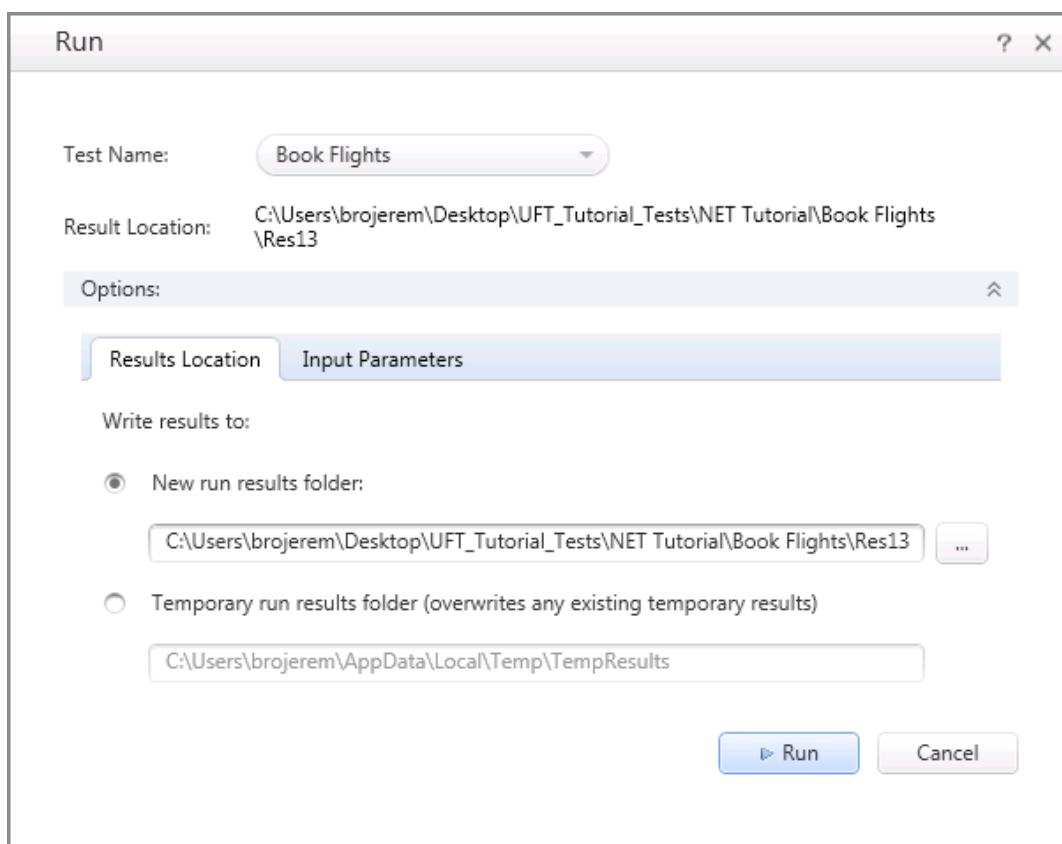 Run
Test Name:
Book Flights
Result Location:
C:\Users\brojerem\Desktop\UFT_Tutorial_Tests\NET Tutorial\Book Flights
\Res13
Options:
Results Location
Input Parameters
Write results to:
New run results folder:
C:\Users\brojerem\Desktop\UFT_Tutorial_Tests\NET Tutorial\Book Flights\Res13
...
Temporary run results folder (overwrites any existing temporary results)
C:\Users\brojerem\AppData\Local\Temp\TempResults
Run
Cancel